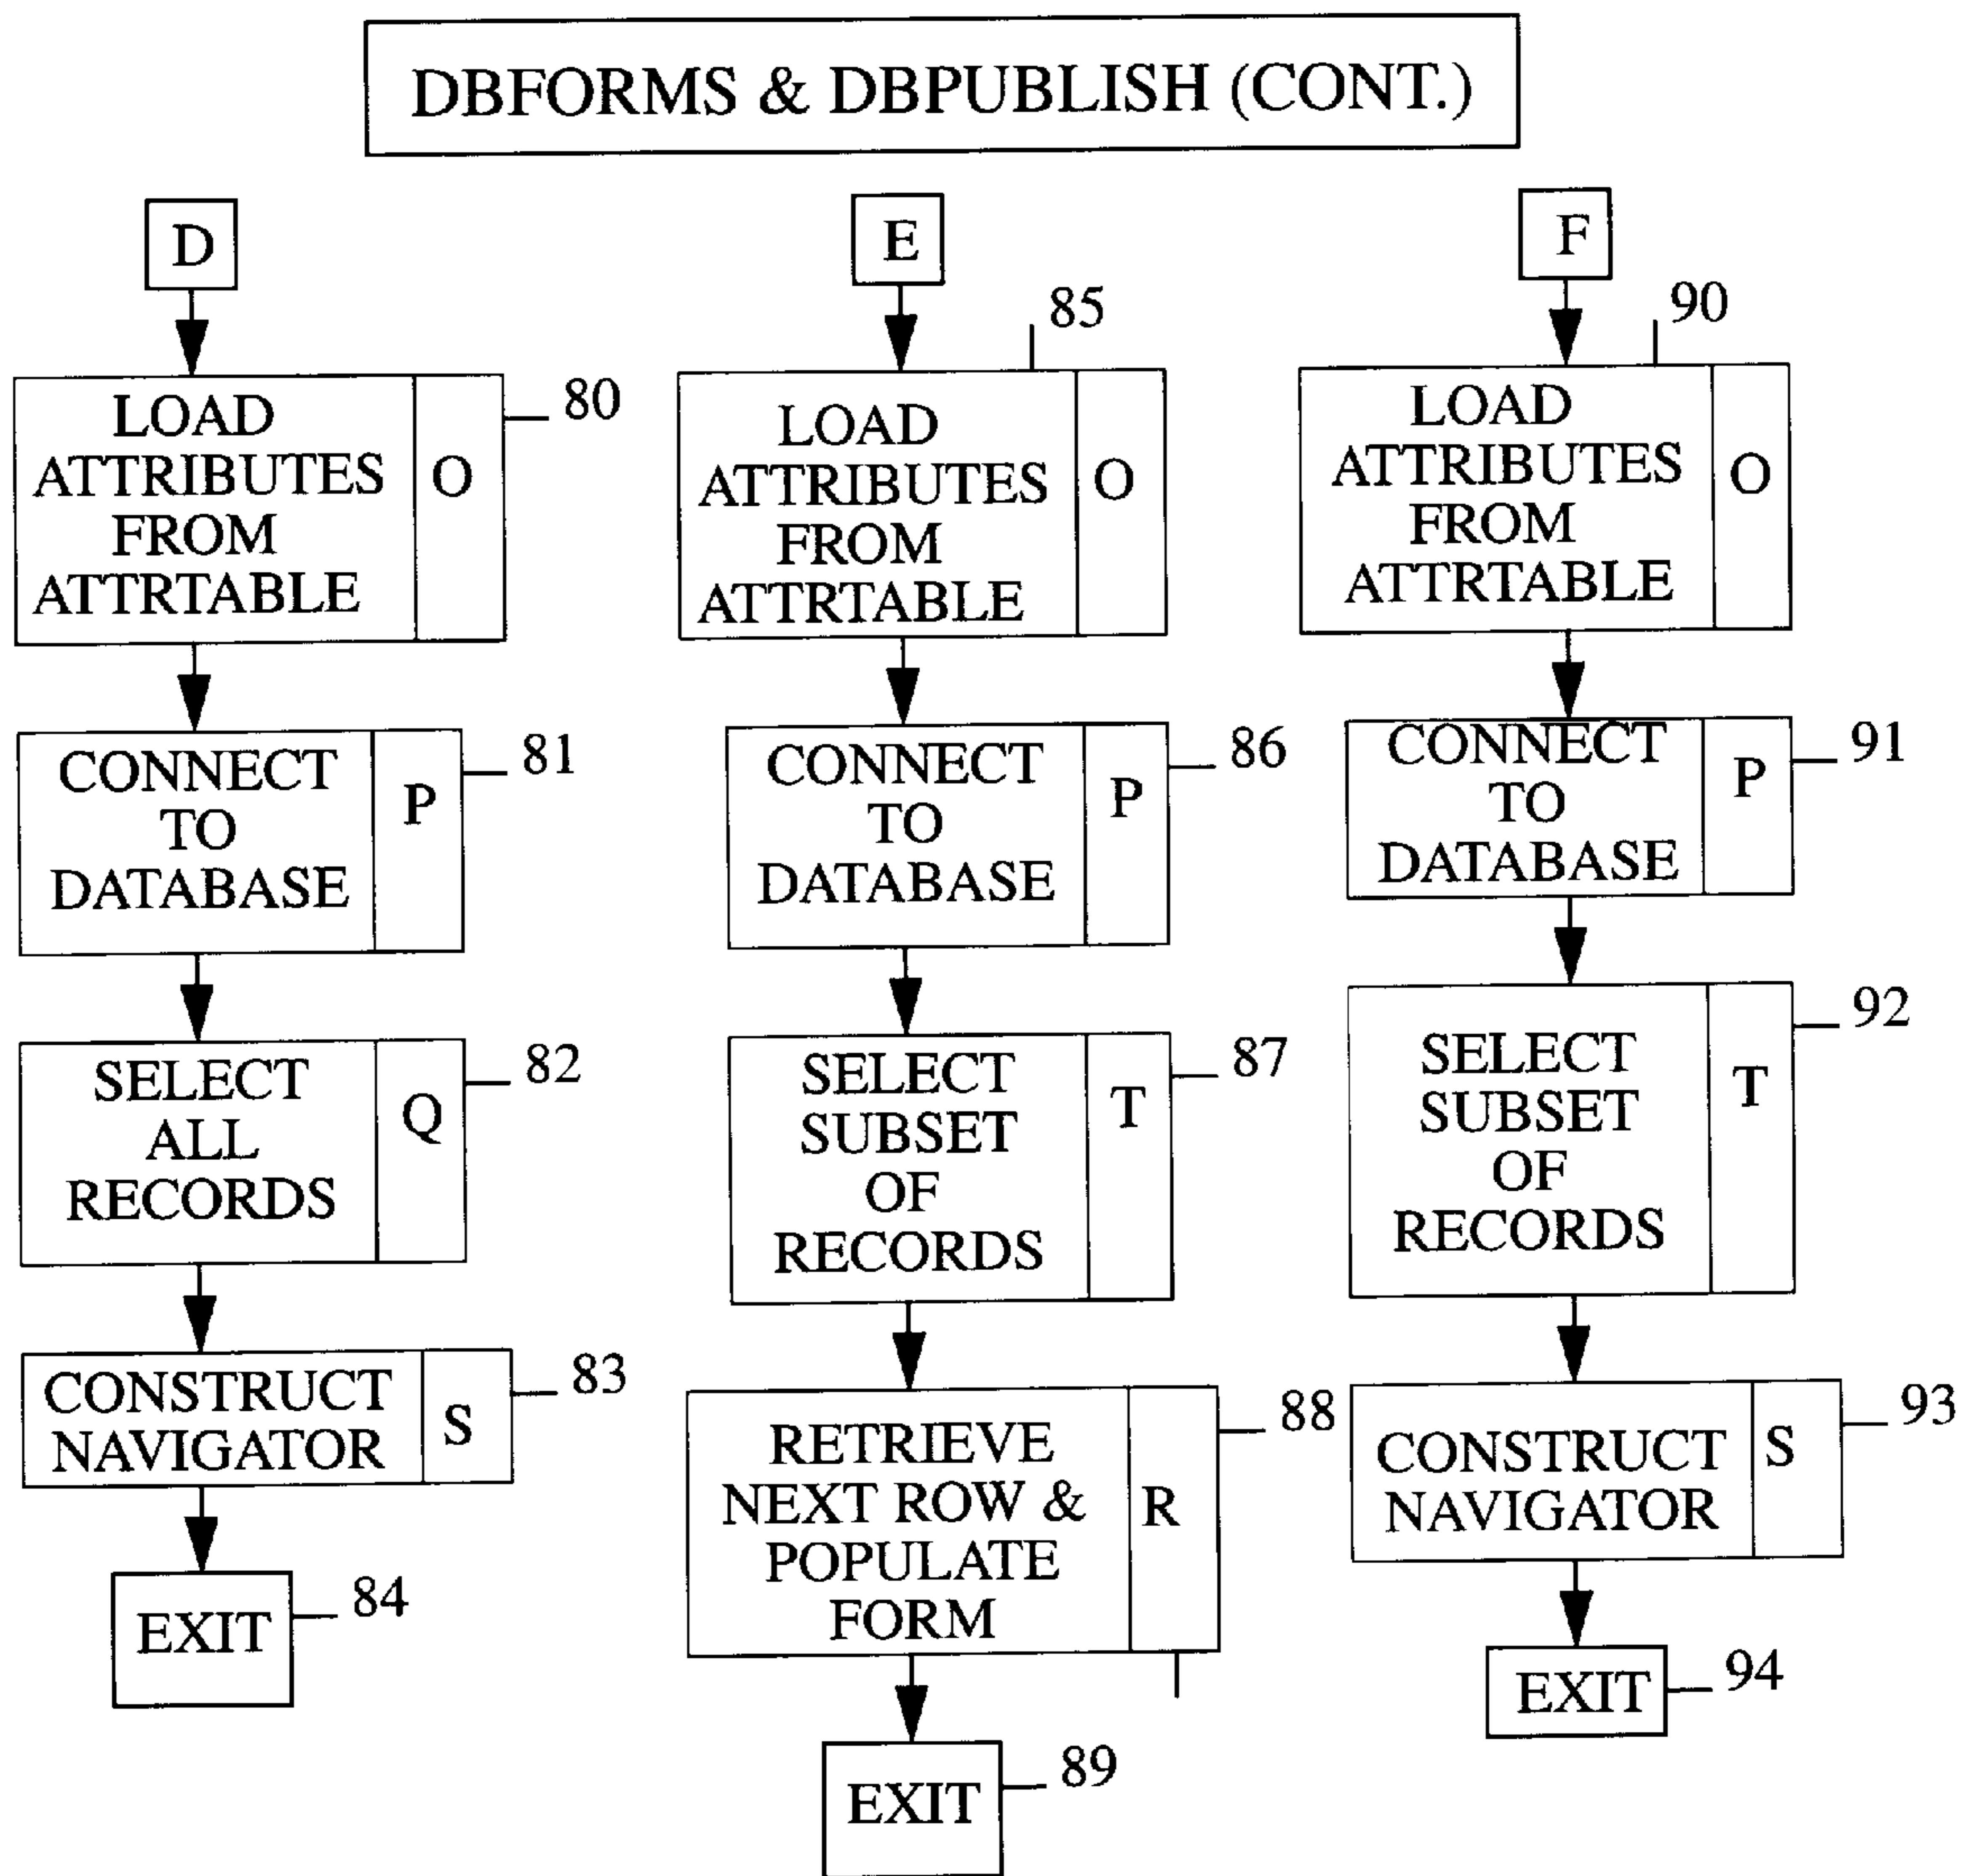 DBFORMS & DBPUBLISH (CONT.)
D
LOAD
ATTRIBUTES
FROM
ATTRTABLE
O
80
CONNECT
TO
DATABASE
P
81
SELECT
ALL
RECORDS
Q
82
CONSTRUCT
NAVIGATOR
S
83
EXIT
84
E
85
LOAD
ATTRIBUTES
FROM
ATTRTABLE
O
CONNECT
TO
DATABASE
P
86
SELECT
SUBSET
OF
RECORDS
T
87
RETRIEVE
NEXT ROW &
POPULATE
FORM
R
88
EXIT
89
F
90
LOAD
ATTRIBUTES
FROM
ATTRTABLE
O
CONNECT
TO
DATABASE
P
91
SELECT
SUBSET
OF
RECORDS
T
92
CONSTRUCT
NAVIGATOR
S
93
EXIT
94